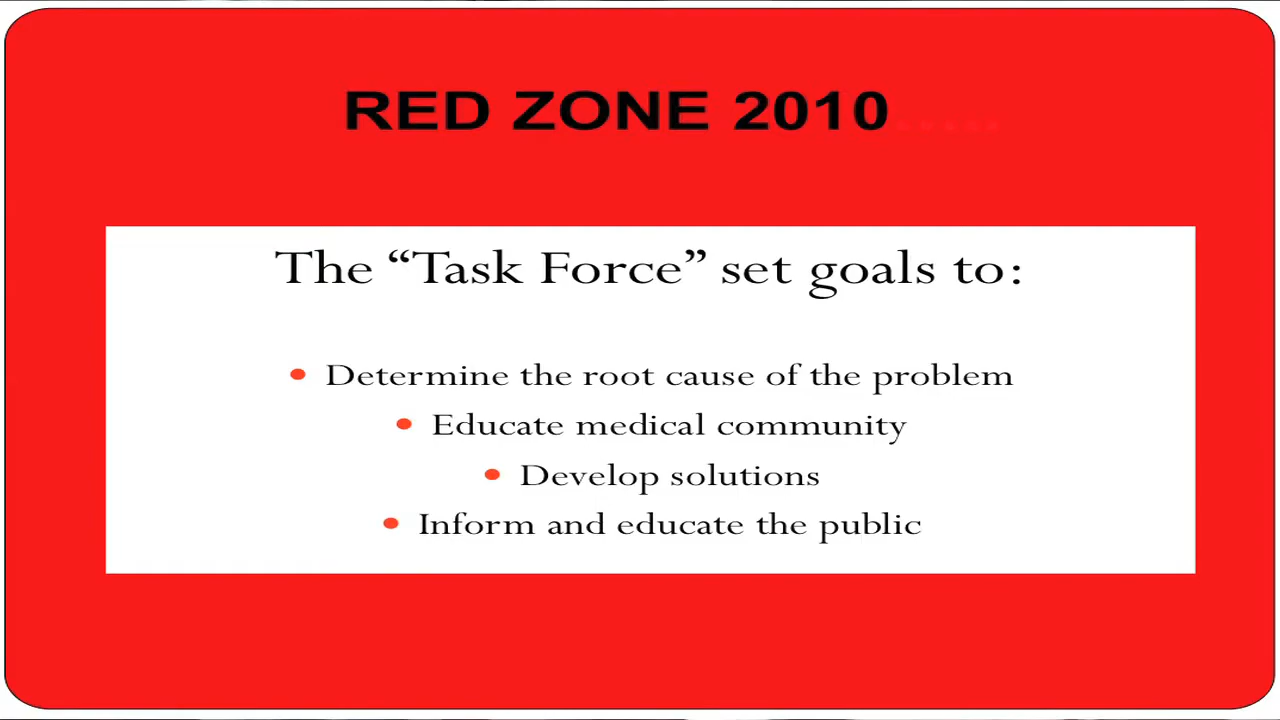 RED ZONE 2010.....
The “Task Force” set goals to:
• Determine the root cause of the problem
• Educate medical community
• Develop solutions
• Inform and educate the public